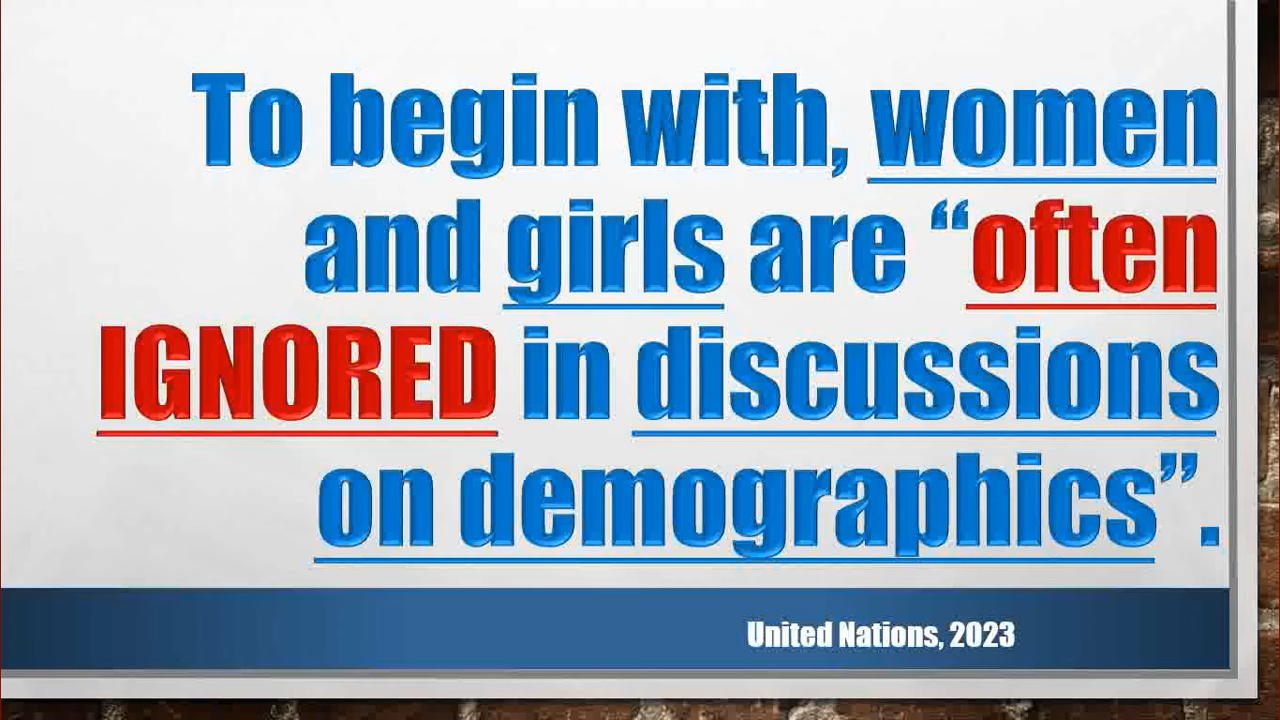 To begin with, women
and girls are “often
IGNORED in discussions
on demographics”.
United Nations, 2023